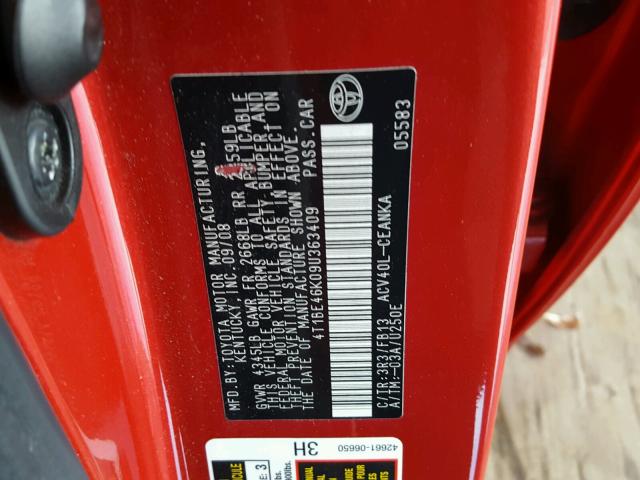 MFD.BY:TOYOTA MOTOR MANUFACTURING,
KENTUCKY, INC. 09/08
GVWR 4345LB GAWR FR 2668LB RR 59LB
THIS VEHICLE CONFORMS TO ALL APPLICABLE
FEDERAL MOTOR VEHICLE SAFETY BUMPER,AND
THEFT PREVENTION STANDARDS IN EFFECT ON
THE DATE OF MANUFACTURE SHOWN ABOVE.
4T1BE46K09U363409 PASS.CAR
C/TR:3R3/FB13 ACV40L-CEANKA
A/TM:-03A/U250E 05583
42661-06650
3H